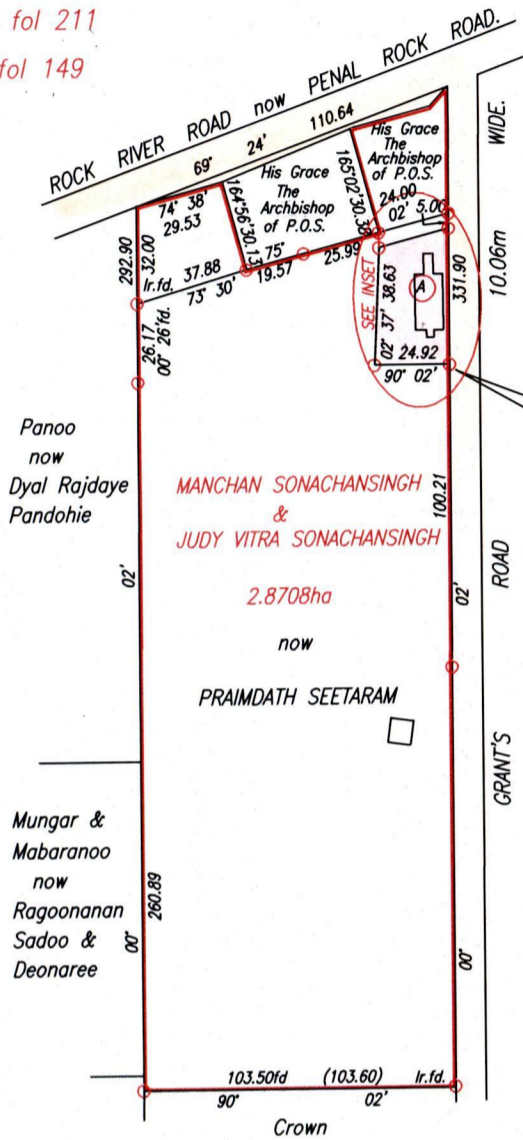 fol 211
fol 149
ROCK RIVER ROAD now PENAL ROCK ROAD.
69° 24' 110.64
WIDE.
10.06m
His Grace
The
Archbishop
of P.O.S.
His Grace
The
Archbishop
of P.O.S.
74° 38'
29.53
164°56'
30.13
165°02'
30.38
24.00
02' 5.00
292.90
32.00
Ir.fd.
37.88
73° 30'
75°
19.57
25.99
26.17
00° 26'fd.
SEE INSET
02' 37' 38.63
A
331.90
24.92
90° 02'
Panoo
now
Dyal Rajdaye
Pandohie
MANCHAN SONACHANSINGH
&
JUDY VITRA SONACHANSINGH
100.21
2.8708ha
now
PRAIMDATH SEETARAM
02'
02'
ROAD
GRANT'S
Mungar &
Mabaranoo
now
Ragoonanan
Sadoo &
Deonaree
260.89
00°
00°
103.50fd (103.60) Ir.fd.
90° 02'
Crown